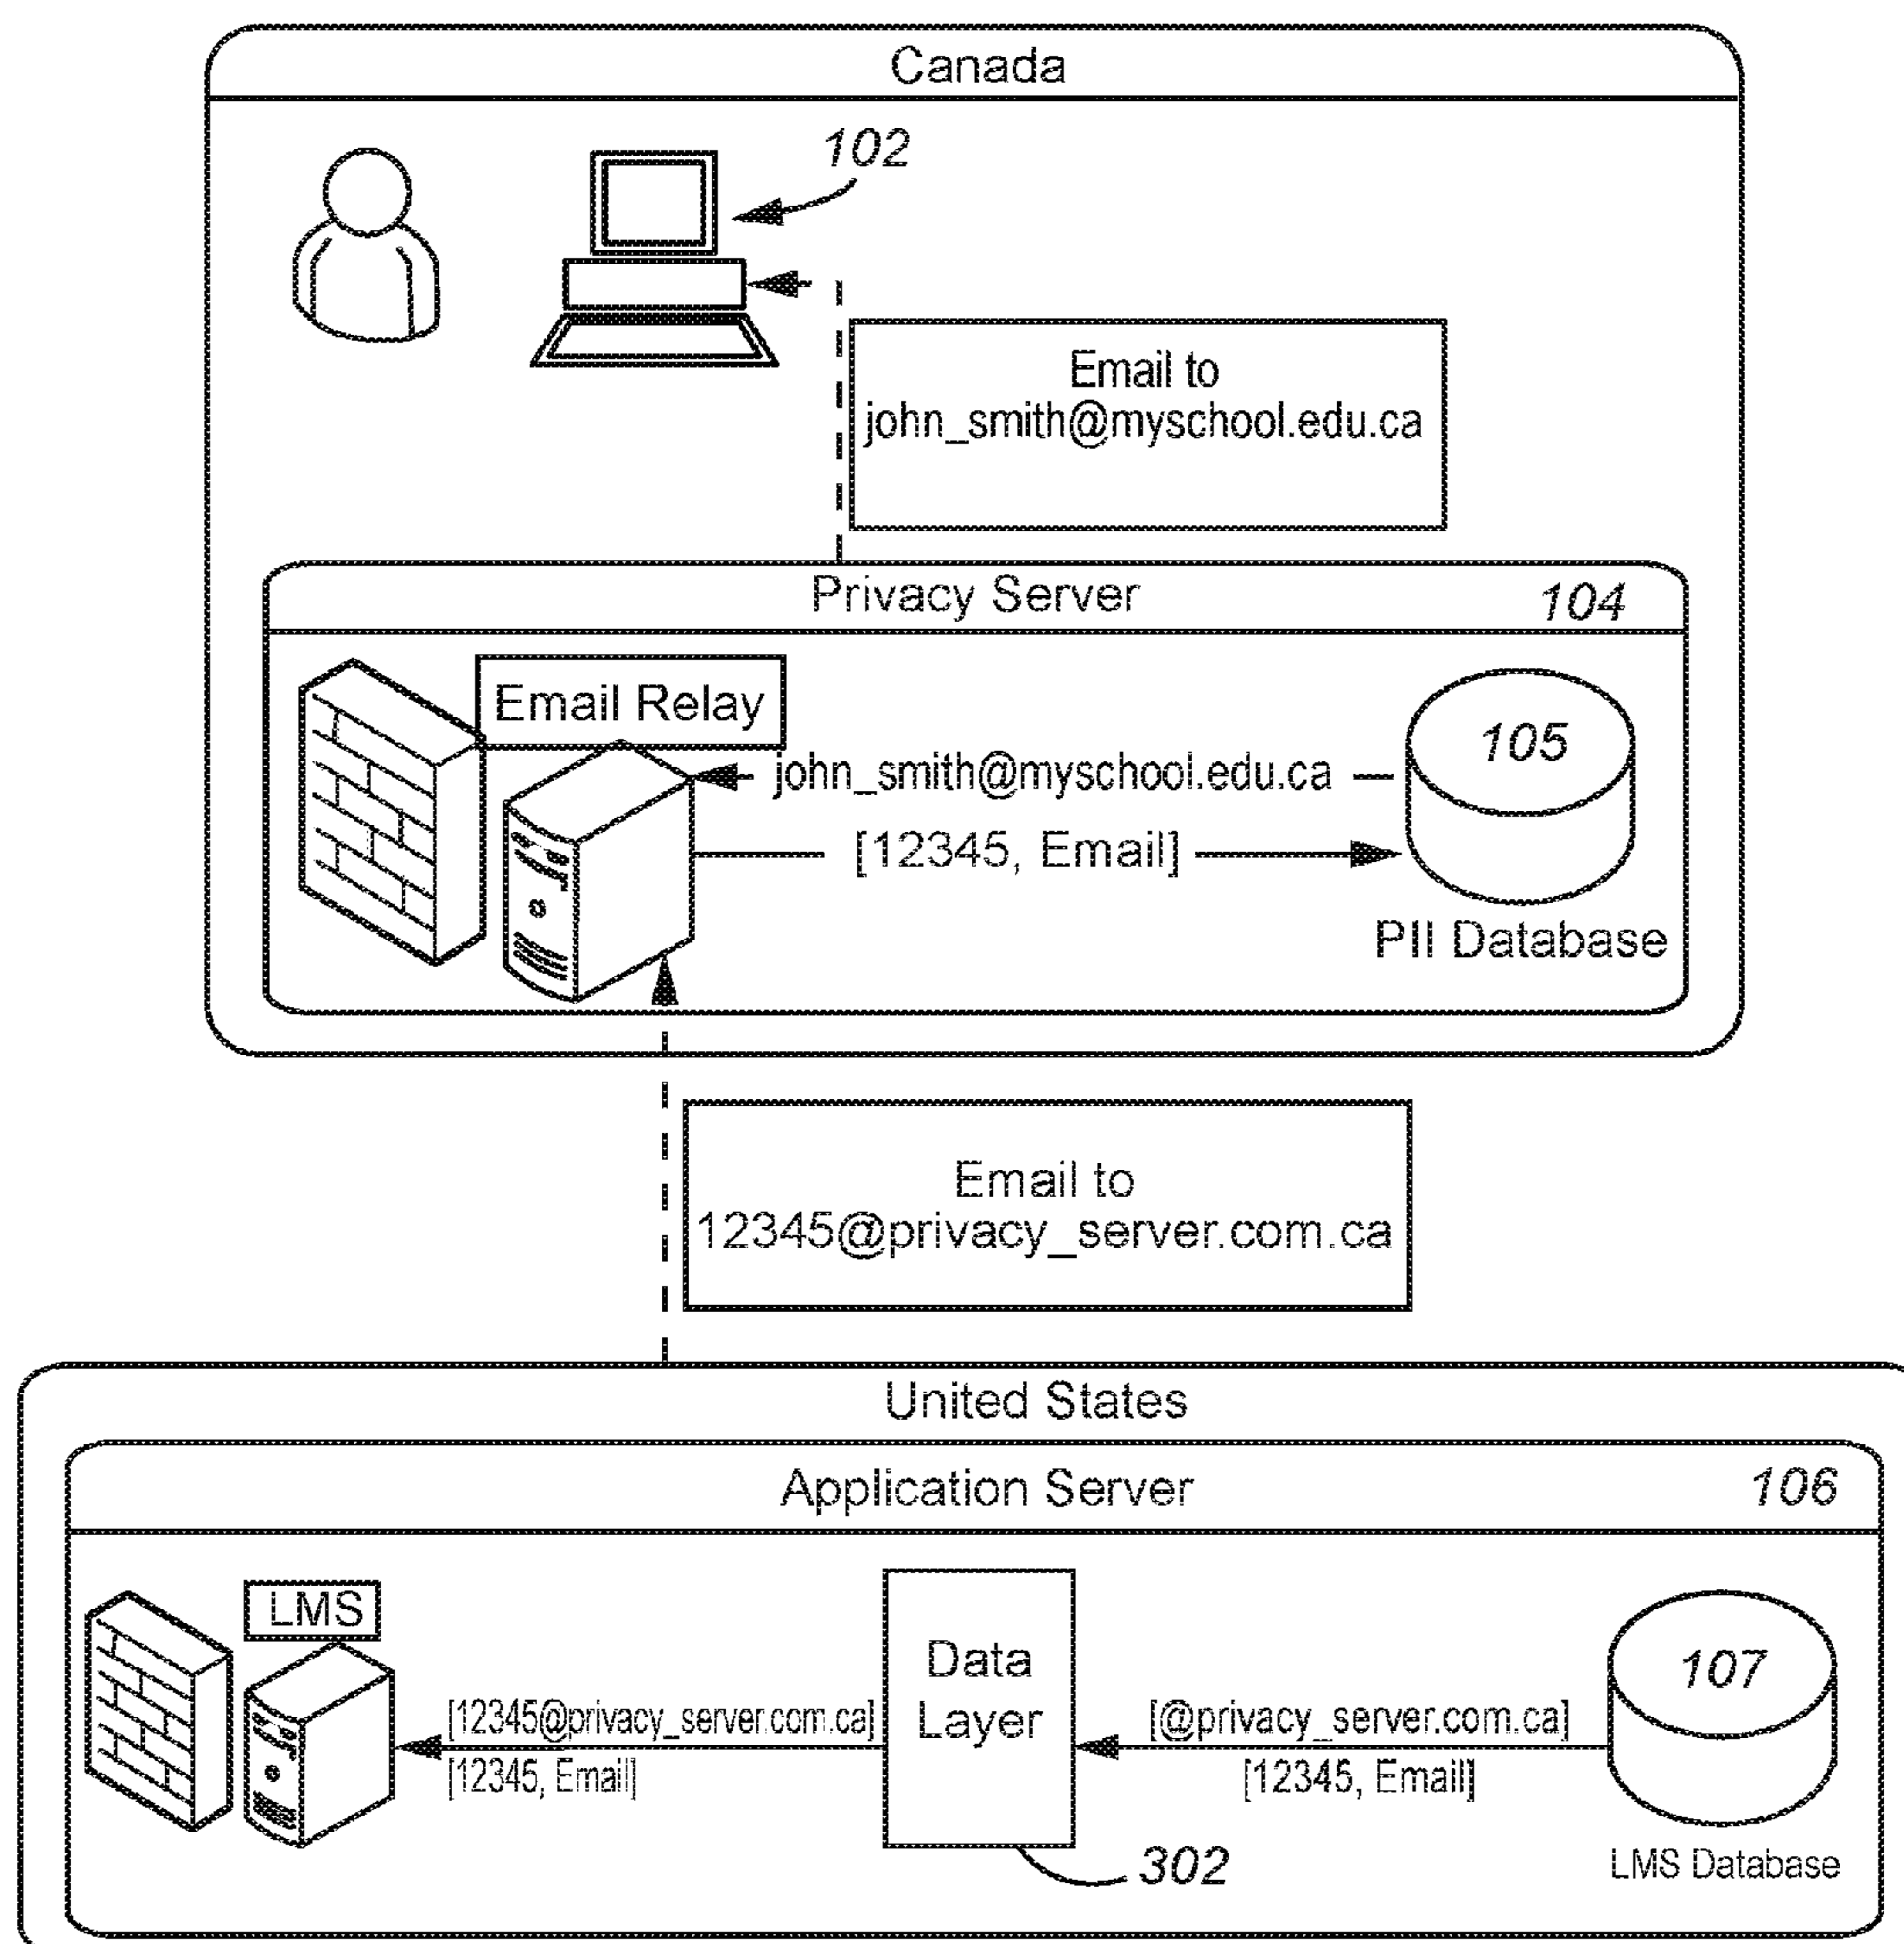 Canada
102
Email to
john_smith@myschool.edu.ca
Privacy Server
104
Email Relay
john_smith@myschool.edu.ca
105
[12345, Email]
PII Database
Email to
12345@privacy_server.com.ca
United States
Application Server
106
LMS
[12345@privacy_server.com.ca]
[12345, Email]
Data
Layer
[@privacy_server.com.ca]
[12345, Email]
107
302
LMS Database